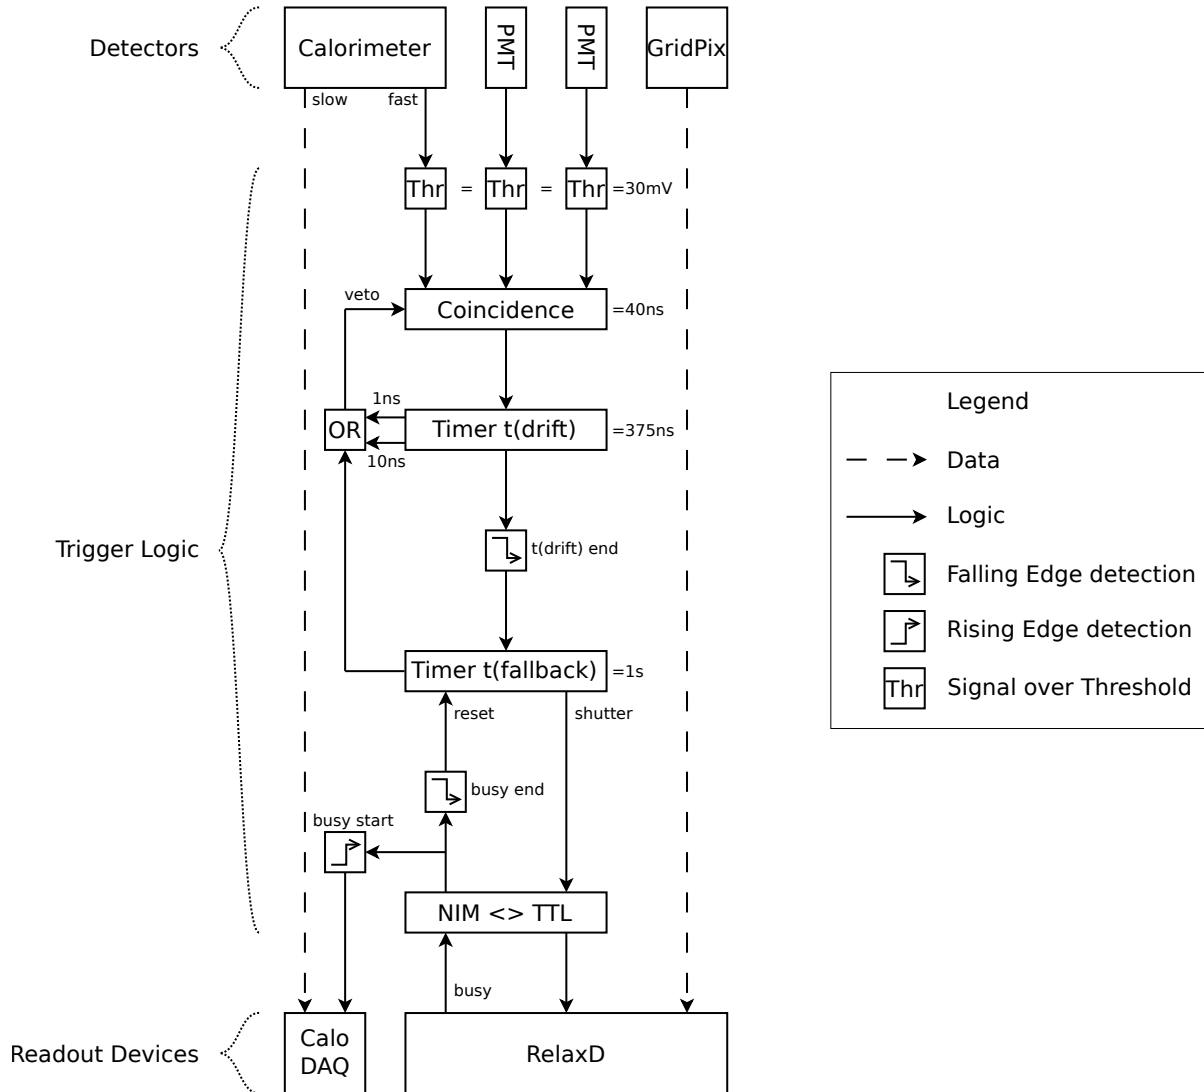 Detectors
Calorimeter
PMT
PMT
GridPix
slow
fast
Thr
=
Thr
=
Thr
=30mV
veto
Coincidence
=40ns
1ns
OR
Timer t(drift)
=375ns
10ns
t(drift) end
Trigger Logic
Timer t(fallback)
=1s
reset
shutter
busy end
busy start
NIM <> TTL
busy
Readout Devices
Calo
DAQ
RelaxD
Legend
Data
Logic
Falling Edge detection
Rising Edge detection
Thr
Signal over Threshold